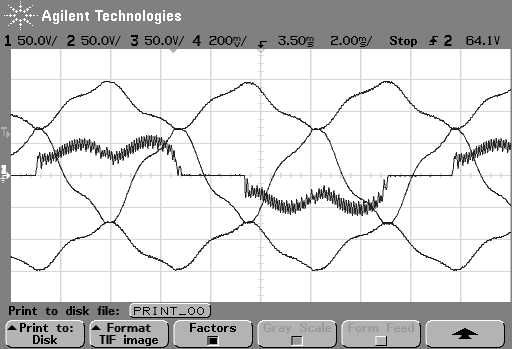 Agilent Technologies
1 50.0V/ 2 50.0V/ 3 50.0V/ 4 200mV/ 3.50ms 2.00ms/ Stop 2 64.1V
Print to disk file: PRINT_00
Print to: Disk
Format TIF image
Factors
Gray Scale
Form Feed